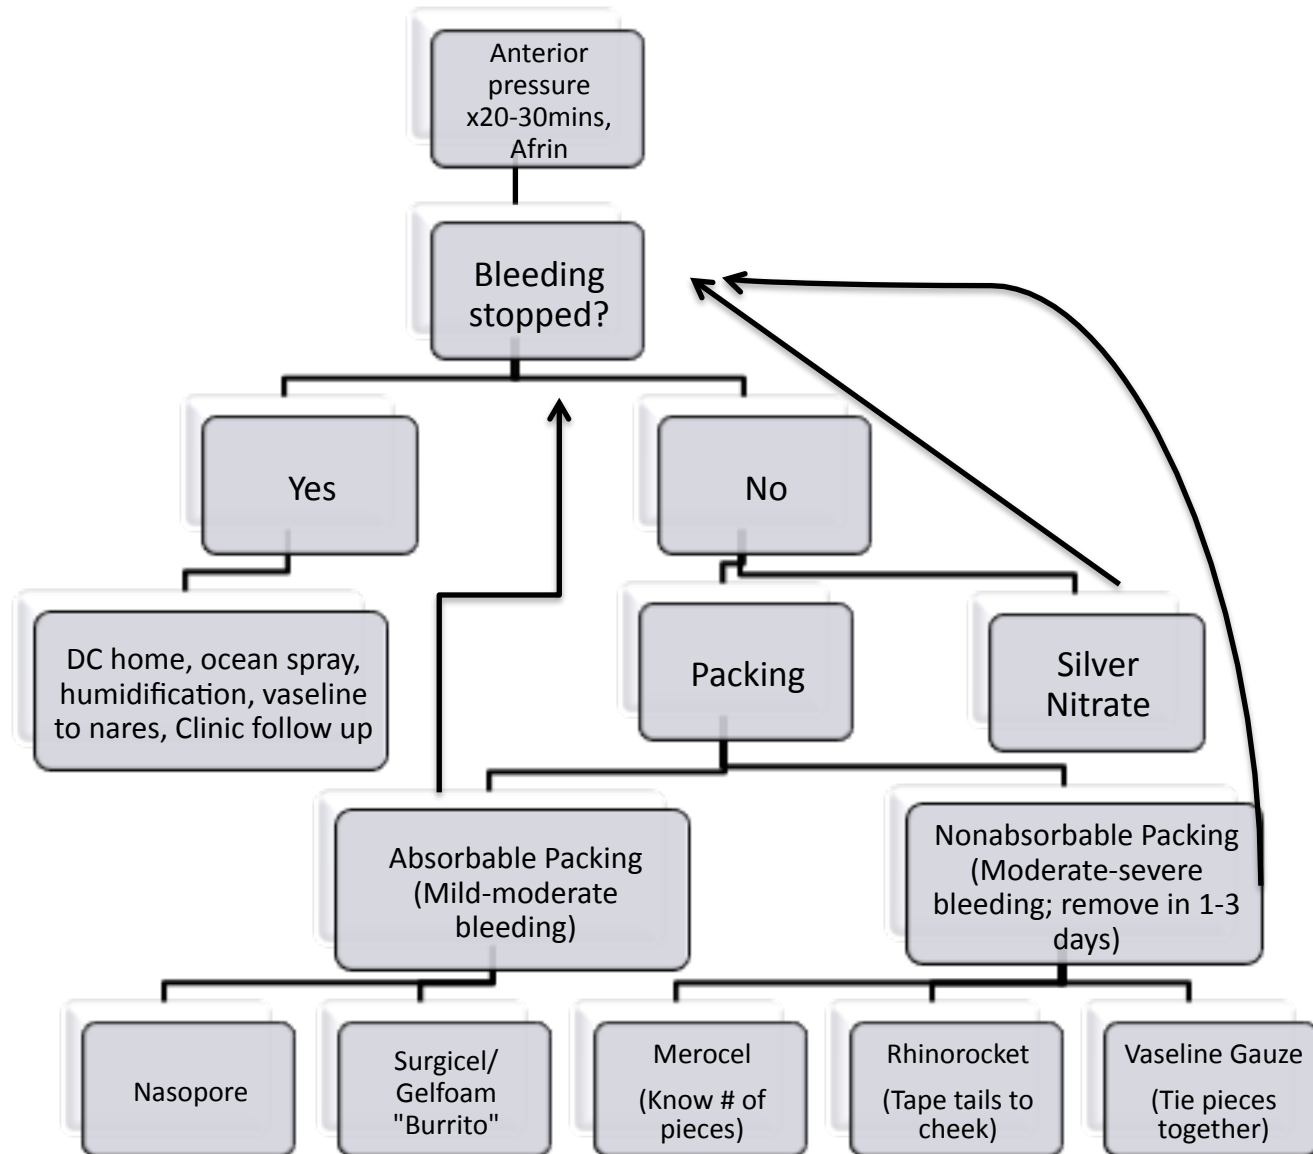 Anterior
pressure
x20-30mins,
Afrin
Bleeding
stopped?
Yes
No
DC home, ocean spray,
humidification, vaseline
to nares, Clinic follow up
Packing
Silver
Nitrate
Absorbable Packing
(Mild-moderate
bleeding)
Nonabsorbable Packing
(Moderate-severe
bleeding; remove in 1-3
days)
Nasopore
Surgicel/
Gelfoam
"Burrito"
Merocel
(Know # of
pieces)
Rhinorocket
(Tape tails to
cheek)
Vaseline Gauze
(Tie pieces
together)